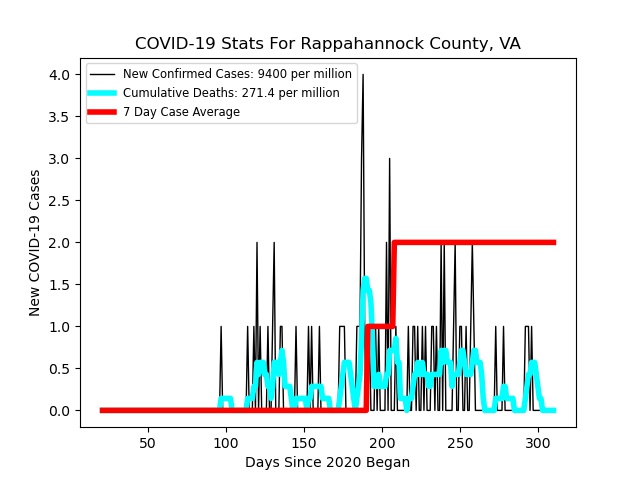 COVID-19 Stats For Rappahannock County, VA
New Confirmed Cases: 9400 per million
Cumulative Deaths: 271.4 per million
7 Day Case Average
New COVID-19 Cases
4.0
3.5
3.0
2.5
2.0
1.5
1.0
0.5
0.0
50 100 150 200 250 300
Days Since 2020 Began